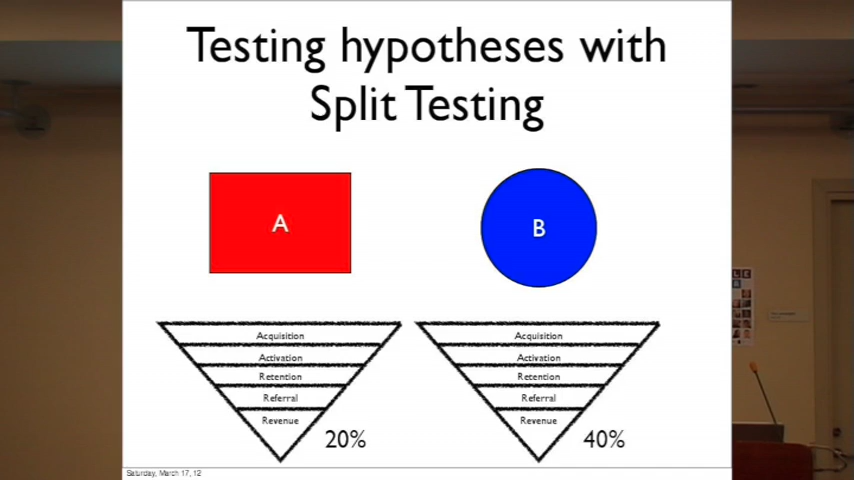 Testing hypotheses with
Split Testing
A
B
Acquisition
Activation
Retention
Referral
Revenue
20%
Acquisition
Activation
Retention
Referral
Revenue
40%
Saturday, March 17, 12